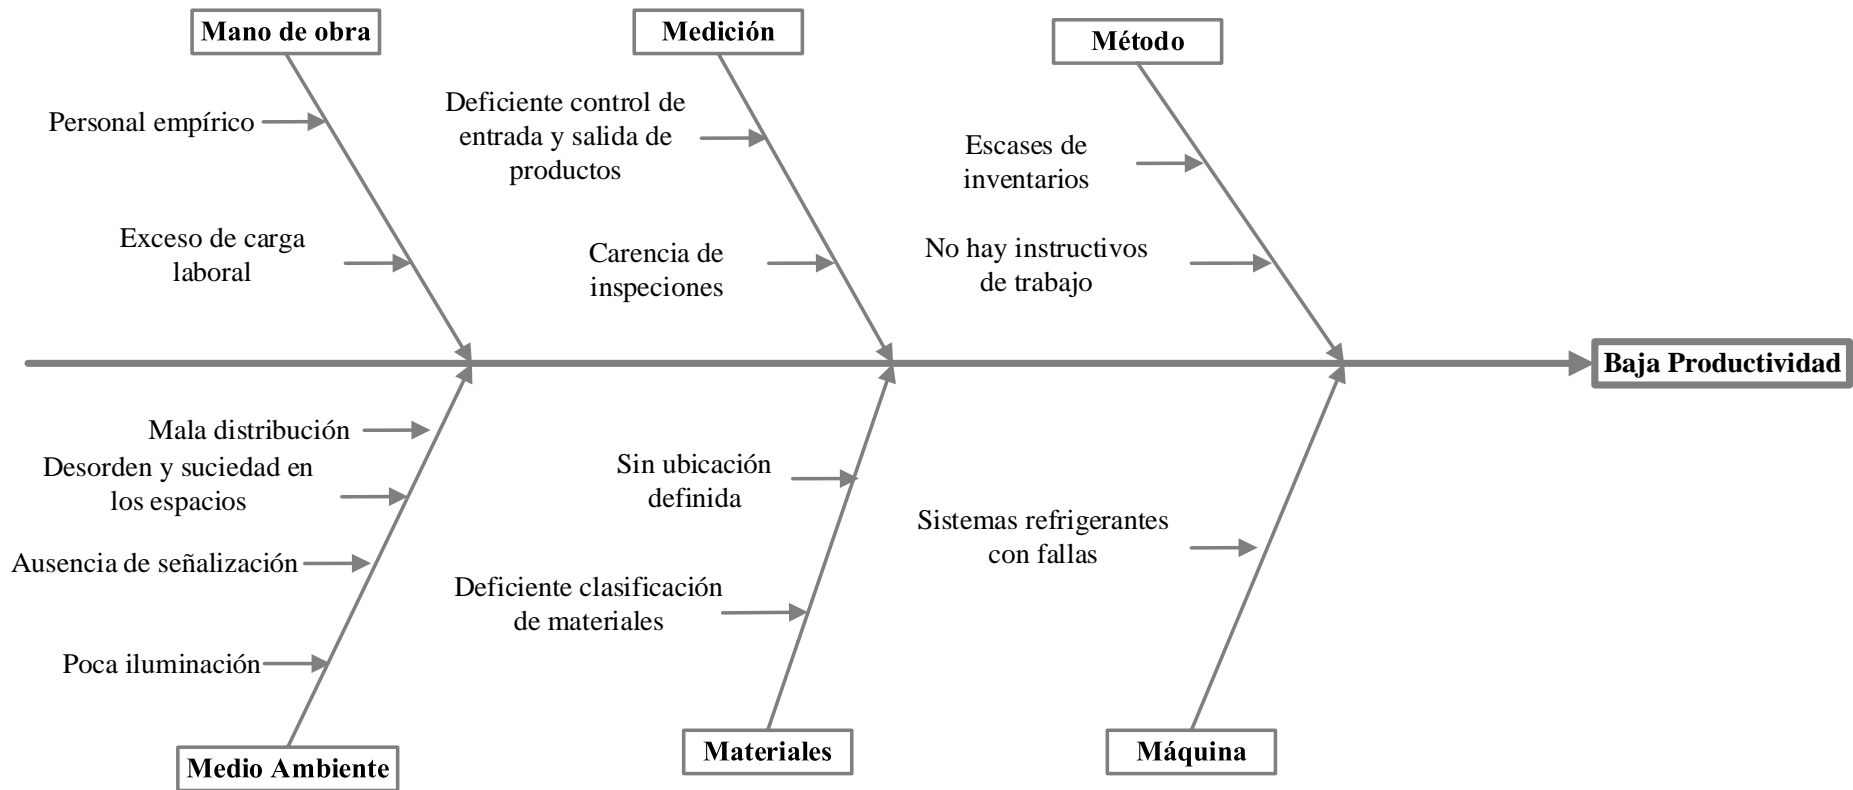 Mano de obra
Personal empírico
Exceso de carga
laboral
Medición
Deficiente control de
entrada y salida de
productos
Carencia de
inspeciones
Método
Escases de
inventarios
No hay instructivos
de trabajo
Baja Productividad
Mala distribución
Desorden y suciedad en
los espacios
Ausencia de señalización
Poca iluminación
Medio Ambiente
Sin ubicación
definida
Deficiente clasificación
de materiales
Materiales
Sistemas refrigerantes
con fallas
Máquina